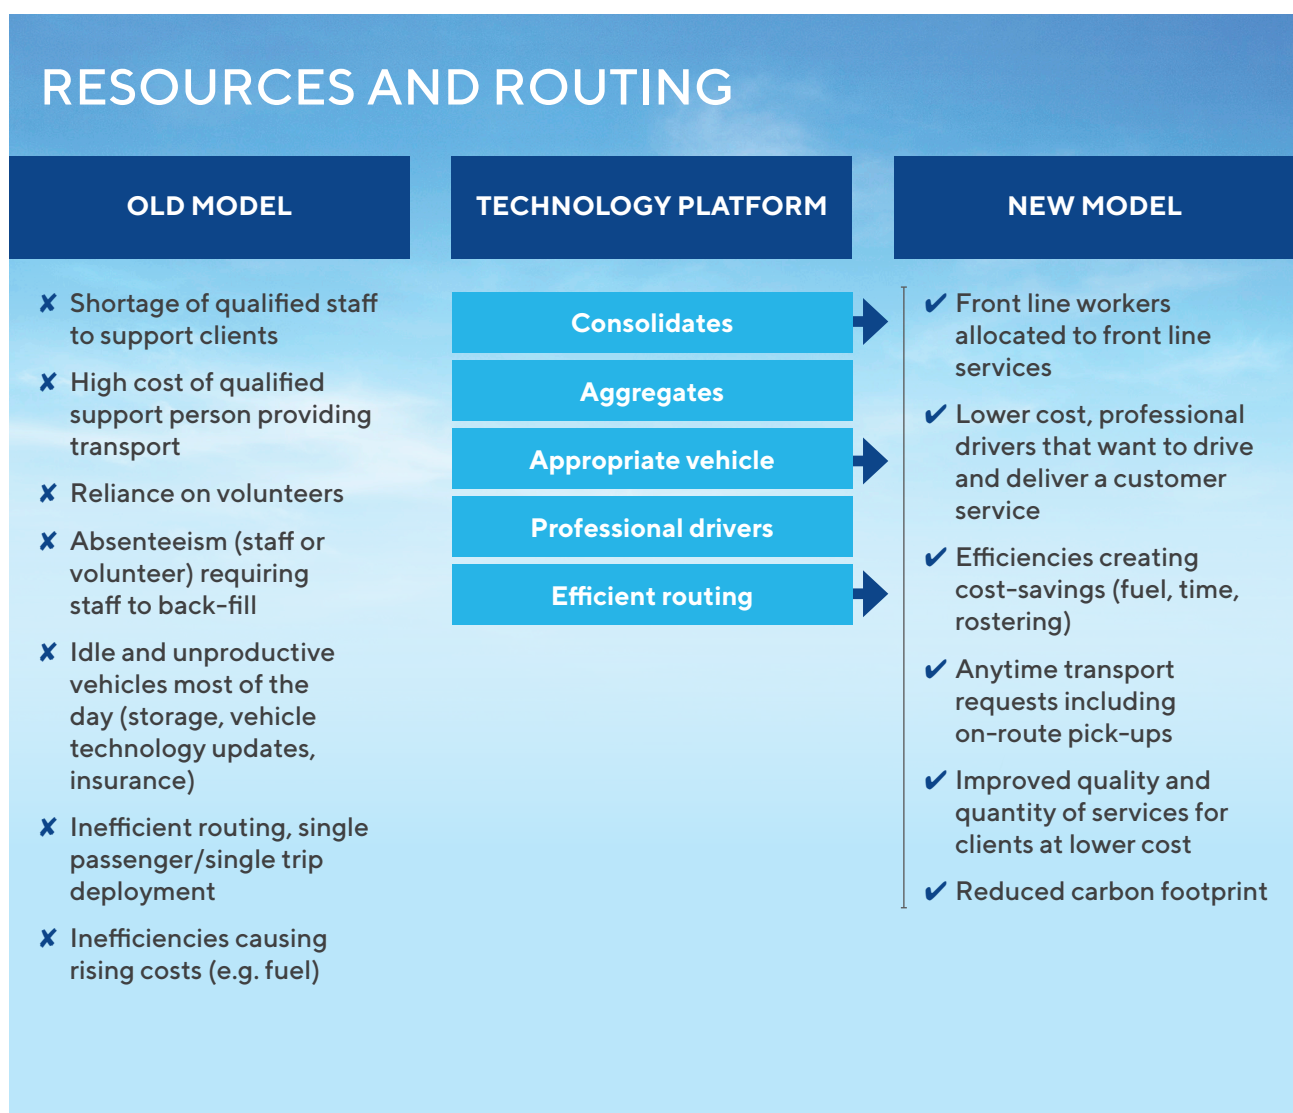 RESOURCES AND ROUTING
OLD MODEL
✘ Shortage of qualified staff
to support clients
✘ High cost of qualified
support person providing
transport
✘ Reliance on volunteers
✘ Absenteeism (staff or
volunteer) requiring
staff to back-fill
✘ Idle and unproductive
vehicles most of the
day (storage, vehicle
technology updates,
insurance)
✘ Inefficient routing, single
passenger/single trip
deployment
✘ Inefficiencies causing
rising costs (e.g. fuel)
TECHNOLOGY PLATFORM
Consolidates
Aggregates
Appropriate vehicle
Professional drivers
Efficient routing
NEW MODEL
✔ Front line workers
allocated to front line
services
✔ Lower cost, professional
drivers that want to drive
and deliver a customer
service
✔ Efficiencies creating
cost-savings (fuel, time,
rostering)
✔ Anytime transport
requests including
on-route pick-ups
✔ Improved quality and
quantity of services for
clients at lower cost
✔ Reduced carbon footprint